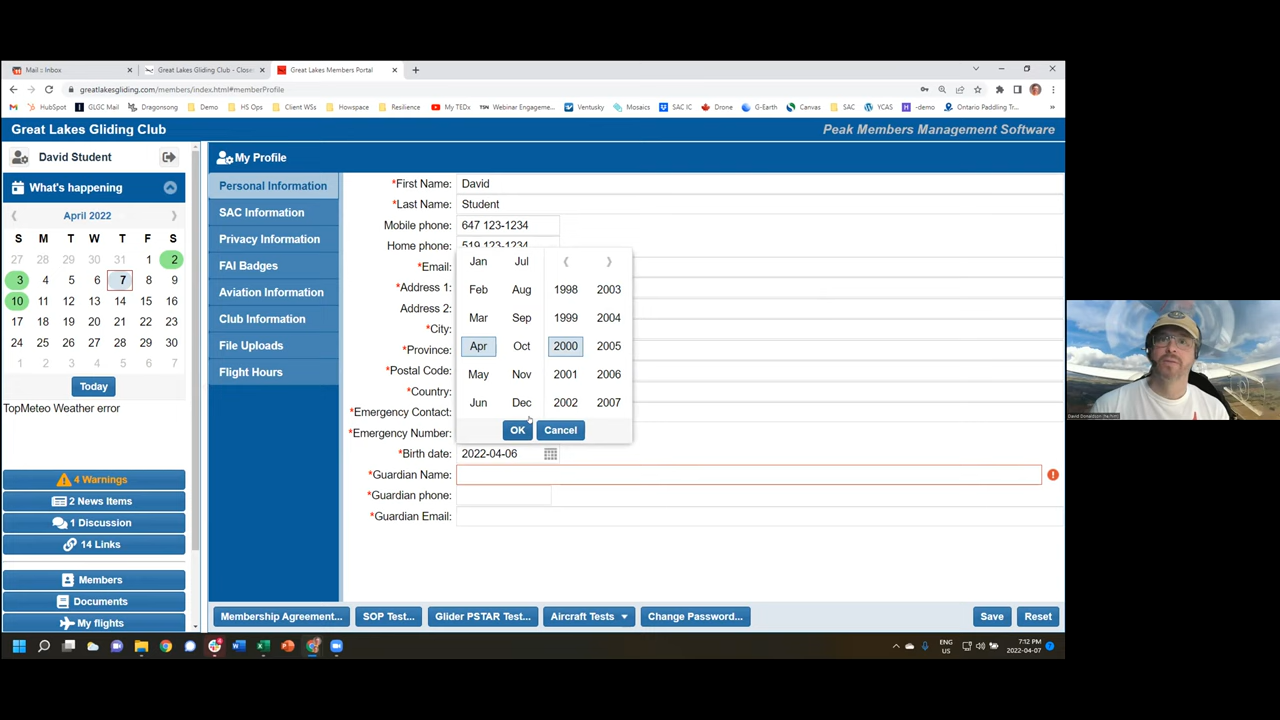 Mail :: Inbox
Great Lakes Gliding Club - Close
Great Lakes Members Portal
greatlakesgliding.com/members/index.html#memberProfile
HubSpot
GLGC Mail
Dragonsong
Demo
HS Ops
Client WSs
Howspace
Resilience
My TEDx
TSN Webinar Engageme...
Ventusky
Mosaics
SAC IC
Drone
G-Earth
Canvas
SAC
YCAS
-demo
Ontario Paddling Tr...
Great Lakes Gliding Club
Peak Members Management Software
David Student
What's happening
April 2022
S M T W T F S
27 28 29 30 31 1 2
3 4 5 6 7 8 9
10 11 12 13 14 15 16
17 18 19 20 21 22 23
24 25 26 27 28 29 30
1 2 3 4 5 6 7
Today
TopMeteo Weather error
4 Warnings
2 News Items
1 Discussion
14 Links
Members
Documents
My flights
My Profile
Personal Information
SAC Information
Privacy Information
FAI Badges
Aviation Information
Club Information
File Uploads
Flight Hours
*First Name: David
*Last Name: Student
Mobile phone: 647 123-1234
Home phone: 519 123-1234
*Email:
*Address 1:
Address 2:
*City:
*Province:
*Postal Code:
*Country:
*Emergency Contact:
*Emergency Number:
*Birth date: 2022-04-06
*Guardian Name:
*Guardian phone:
*Guardian Email:
Jan Jul
Feb Aug 1998 2003
Mar Sep 1999 2004
Apr Oct 2000 2005
May Nov 2001 2006
Jun Dec 2002 2007
OK Cancel
Membership Agreement...
SOP Test...
Glider PSTAR Test...
Aircraft Tests
Change Password...
Save
Reset
ENG
US
7:12 PM
2022-04-07